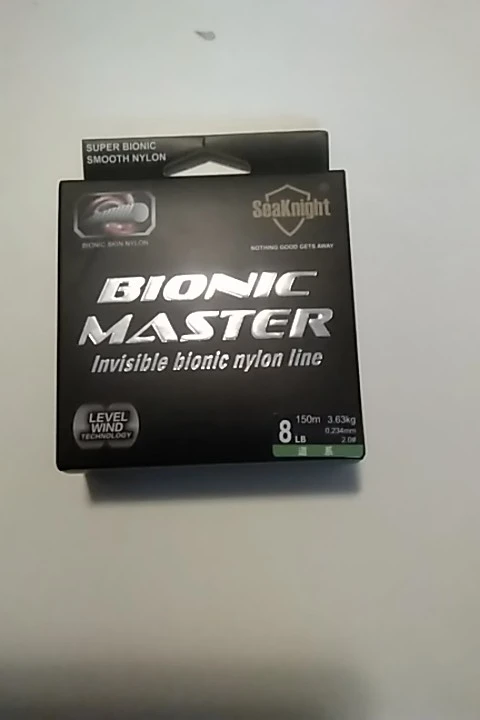 SUPER BIONIC
SMOOTH NYLON
BIONIC SKIN NYLON
SeaKnight
NOTHING GOOD GETS AWAY
BIONIC
MASTER
Invisible bionic nylon line
LEVEL
WIND
TECHNOLOGY
8 LB
150m 3.63kg
0.234mm
2.0#